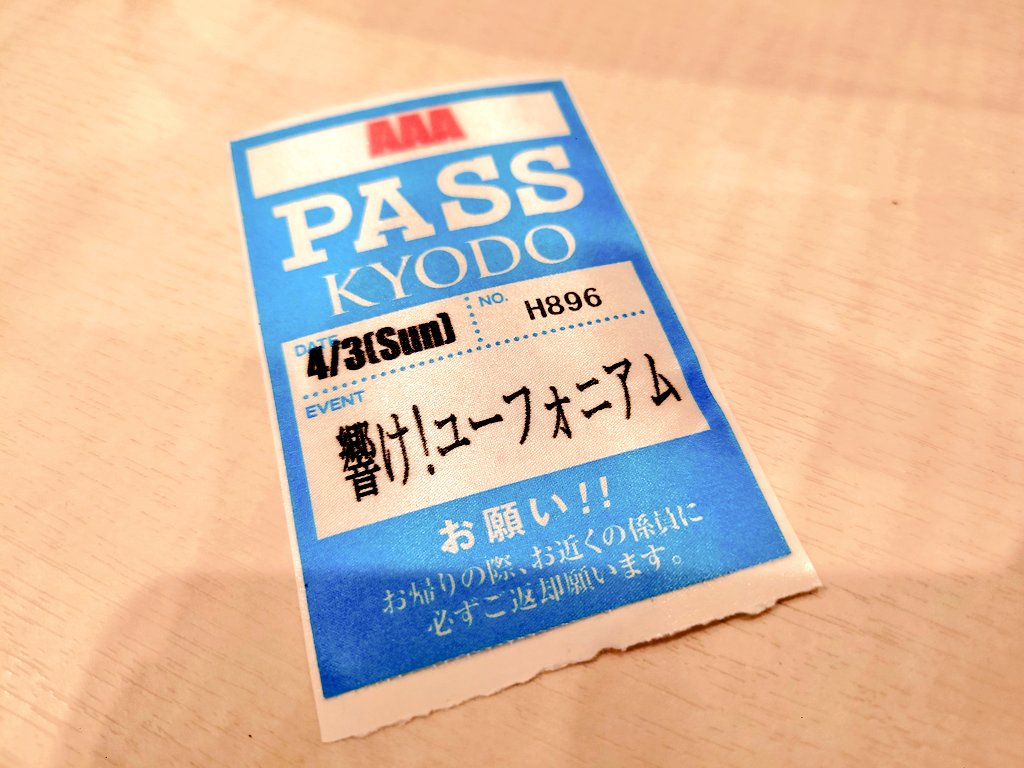 AAA
PASS
KYODO
DATE
4/3(Sun)
NO.
H896
EVENT
響け!ユーフォニアム
お願い!!
お帰りの際、お近くの係員に
必ずご返却願います。